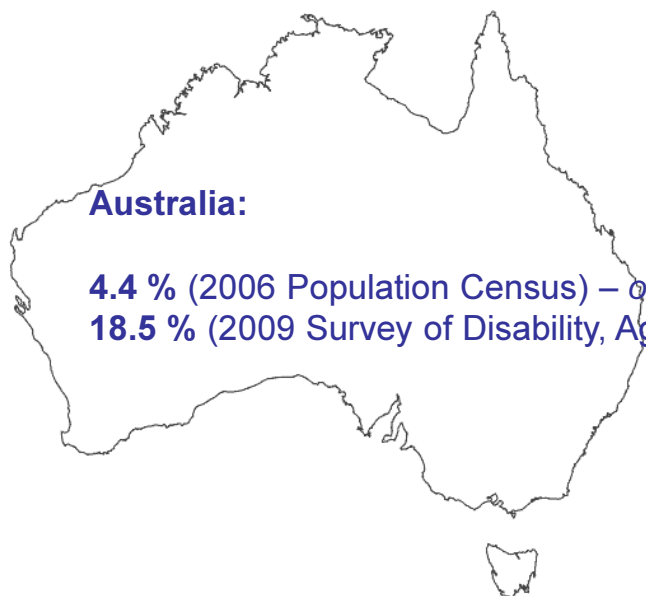 Australia:
4.4 % (2006 Population Census) –
18.5 % (2009 Survey of Disability,